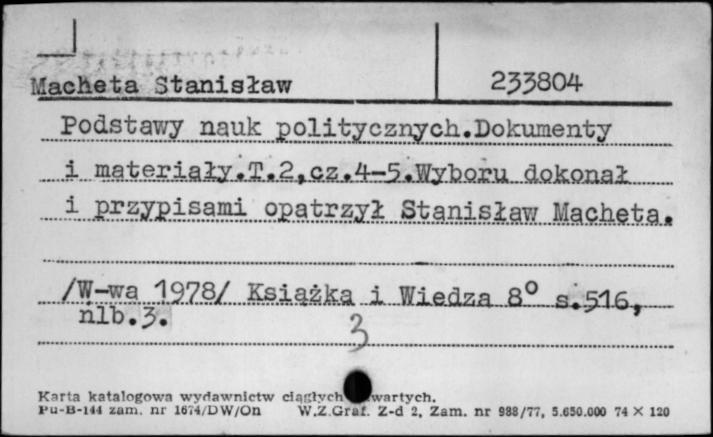 Macheta Stanisław 233804
Podstawy nauk politycznych.Dokumenty
i materiały.T.2,cz.4-5.Wyboru dokonał
i przypisami opatrzył Stanisław Macheta.
/W-wa 1978/ Książka i Wiedza 8° s.516,
nlb.3.
3
Karta katalogowa wydawnictw ciągłych wartych.
Pu-B-144 zam. nr 1674/DW/On W.Z.Graf. Z-d 2, Zam. nr 988/77, 5.650.000 74 × 120